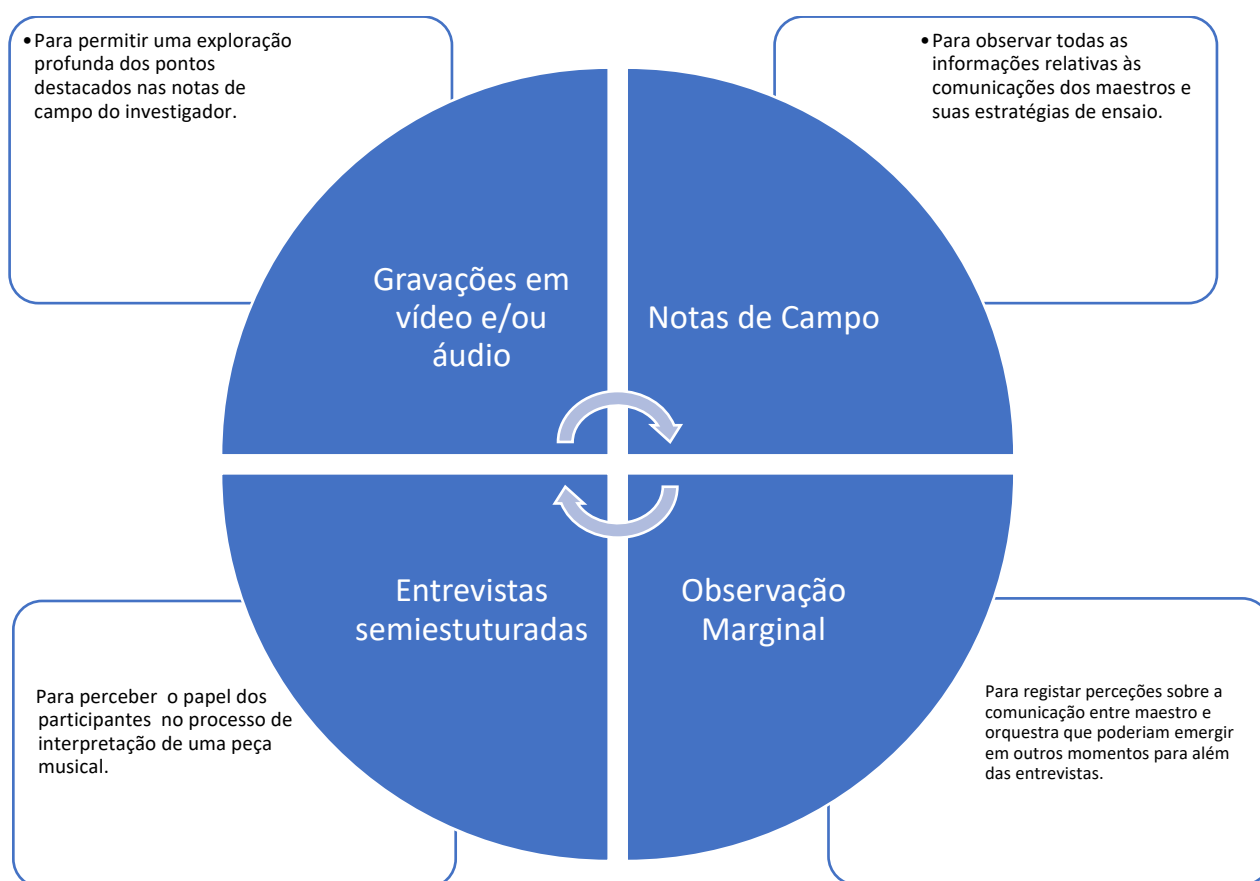 •Para permitir uma exploração
profunda dos pontos
destacados nas notas de
campo do investigador.
•Para observar todas as
informações relativas às
comunicações dos maestros e
suas estratégias de ensaio.
Gravações em
vídeo e/ou
áudio
Notas de Campo
Entrevistas
semiestuturadas
Observação
Marginal
Para perceber o papel dos
participantes no processo de
interpretação de uma peça
musical.
Para registar perceções sobre a
comunicação entre maestro e
orquestra que poderiam emergir
em outros momentos para além
das entrevistas.